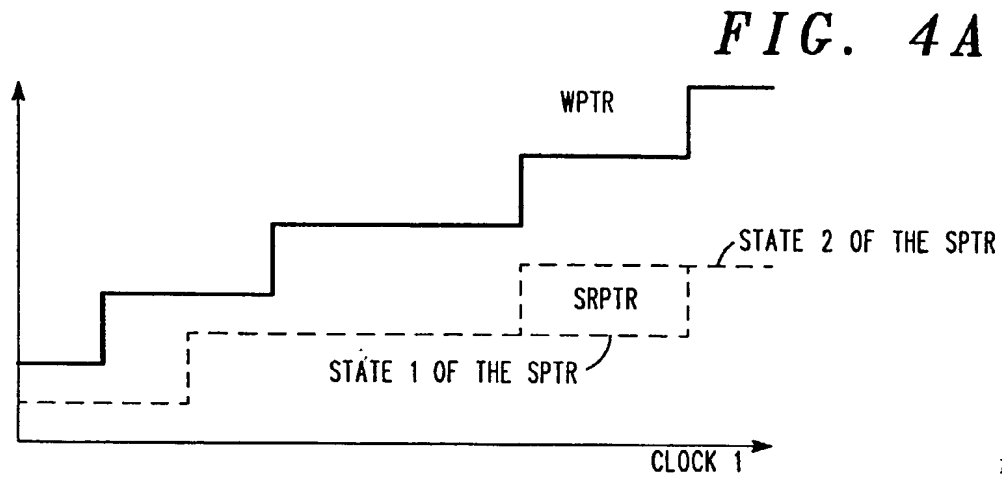 FIG. 4A
WPTR
STATE 2 OF THE SPTR
SRPTR
STATE 1 OF THE SPTR
CLOCK 1